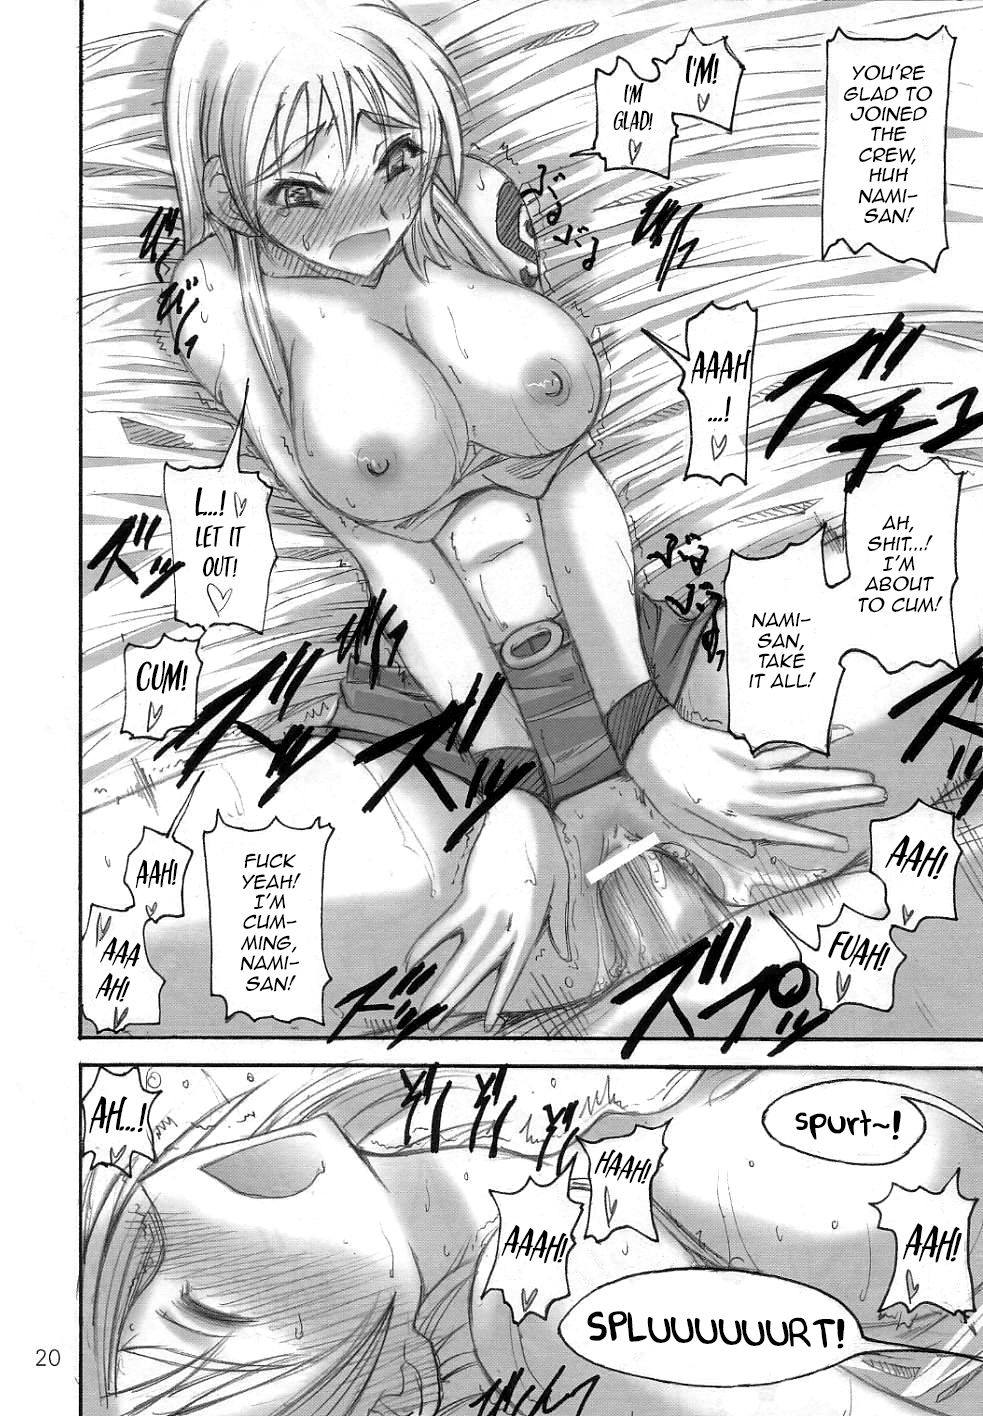 YOU'RE
GLAD TO
JOINED
THE
CREW,
HUH
NAMI-
SAN!
I'M!
I'M
GLAD!
AAAH
...!
AH,
SHIT...!
I'M
ABOUT
TO CUM!
NAMI-
SAN,
TAKE
IT ALL!
L...!
LET IT
OUT!
CUM!
AAH!
FUAH!
FUCK
YEAH!
I'M
CUM-
MING,
NAMI-
SAN!
AAH!
AAA
AH!
spurt~!
AAH!
HAAH!
AAAH!
AH...!
SPLUUUUUUURT!
20